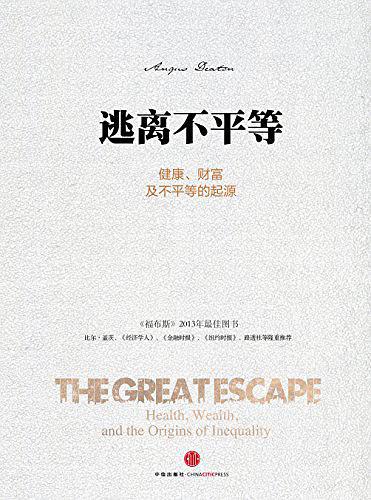 Angus Deaton
逃离不平等
健康、财富
及不平等的起源
《福布斯》2013年最佳图书
比尔·盖茨、《经济学人》、《金融时报》、《纽约时报》、路透社等隆重推荐
THE GREAT ESCAPE
Health, Wealth,
and the Origins of Inequality
中信出版社·CHINACITICPRESS